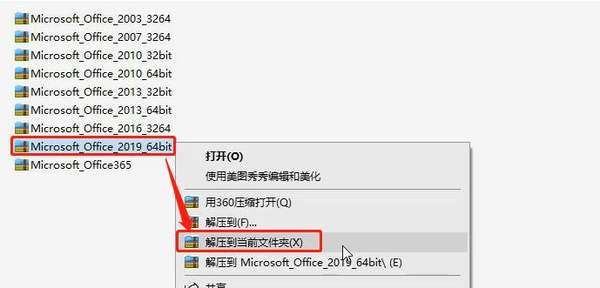 Microsoft_Office_2003_3264
Microsoft_Office_2007_3264
Microsoft_Office_2010_32bit
Microsoft_Office_2010_64bit
Microsoft_Office_2013_32bit
Microsoft_Office_2013_64bit
Microsoft_Office_2016_3264
Microsoft_Office_2019_64bit
Microsoft_Office365
打开(O)
使用美图秀秀编辑和美化
用360压缩打开(Q)
解压到(F)...
解压到当前文件夹(X)
解压到 Microsoft_Office_2019_64bit\ (E)
共享